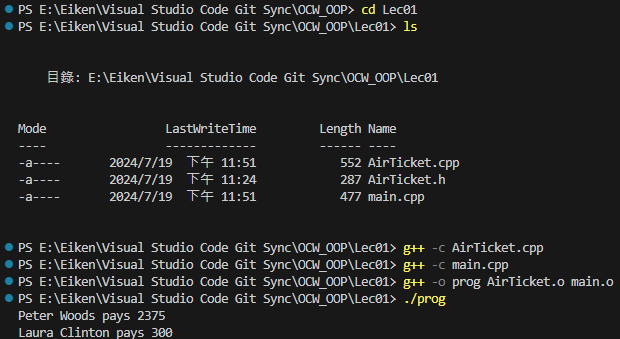 PS E:\Eiken\Visual Studio Code Git Sync\OCW_OOP> cd Lec01
PS E:\Eiken\Visual Studio Code Git Sync\OCW_OOP\Lec01> ls
目錄: E:\Eiken\Visual Studio Code Git Sync\OCW_OOP\Lec01
Mode LastWriteTime Length Name
---- ------------- ------ ----
-a---- 2024/7/19 下午 11:51 552 AirTicket.cpp
-a---- 2024/7/19 下午 11:24 287 AirTicket.h
-a---- 2024/7/19 下午 11:51 477 main.cpp
PS E:\Eiken\Visual Studio Code Git Sync\OCW_OOP\Lec01> g++ -c AirTicket.cpp
PS E:\Eiken\Visual Studio Code Git Sync\OCW_OOP\Lec01> g++ -c main.cpp
PS E:\Eiken\Visual Studio Code Git Sync\OCW_OOP\Lec01> g++ -o prog AirTicket.o main.o
PS E:\Eiken\Visual Studio Code Git Sync\OCW_OOP\Lec01> ./prog
Peter Woods pays 2375
Laura Clinton pays 300